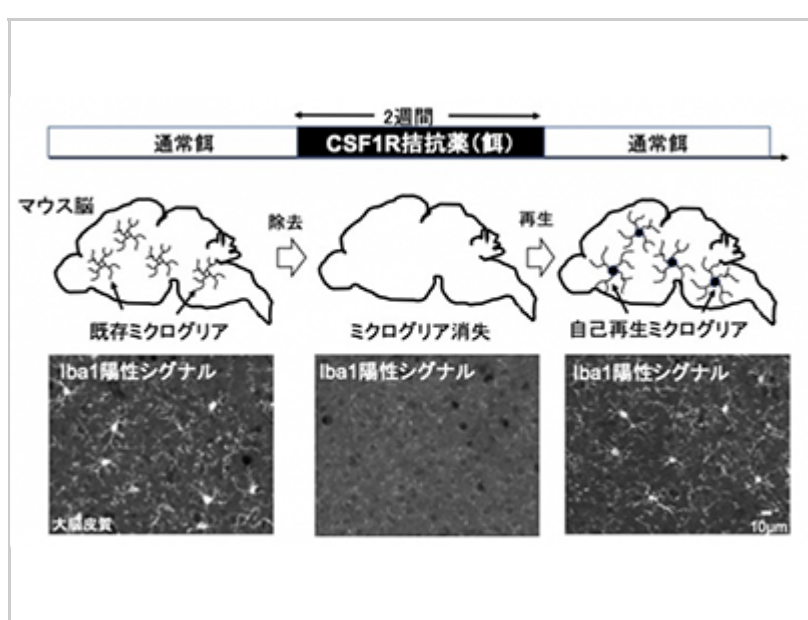 2週間
通常餌
CSF1R拮抗薬(餌)
通常餌
マウス脳
除去
再生
既存ミクログリア
ミクログリア消失
自己再生ミクログリア
Iba1陽性シグナル
Iba1陽性シグナル
Iba1陽性シグナル
大脳皮質
10μm